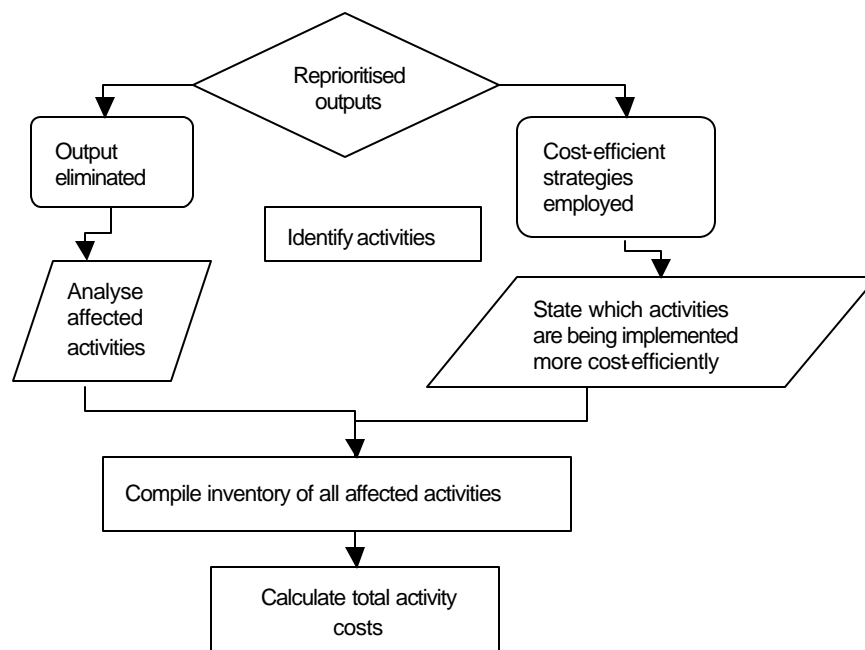 Reprioritised
outputs
Output
eliminated
Cost-efficient
strategies
employed
Identify activities
Analyse
affected
activities
State which activities
are being implemented
more cost-efficiently
Compile inventory of all affected activities
Calculate total activity
costs